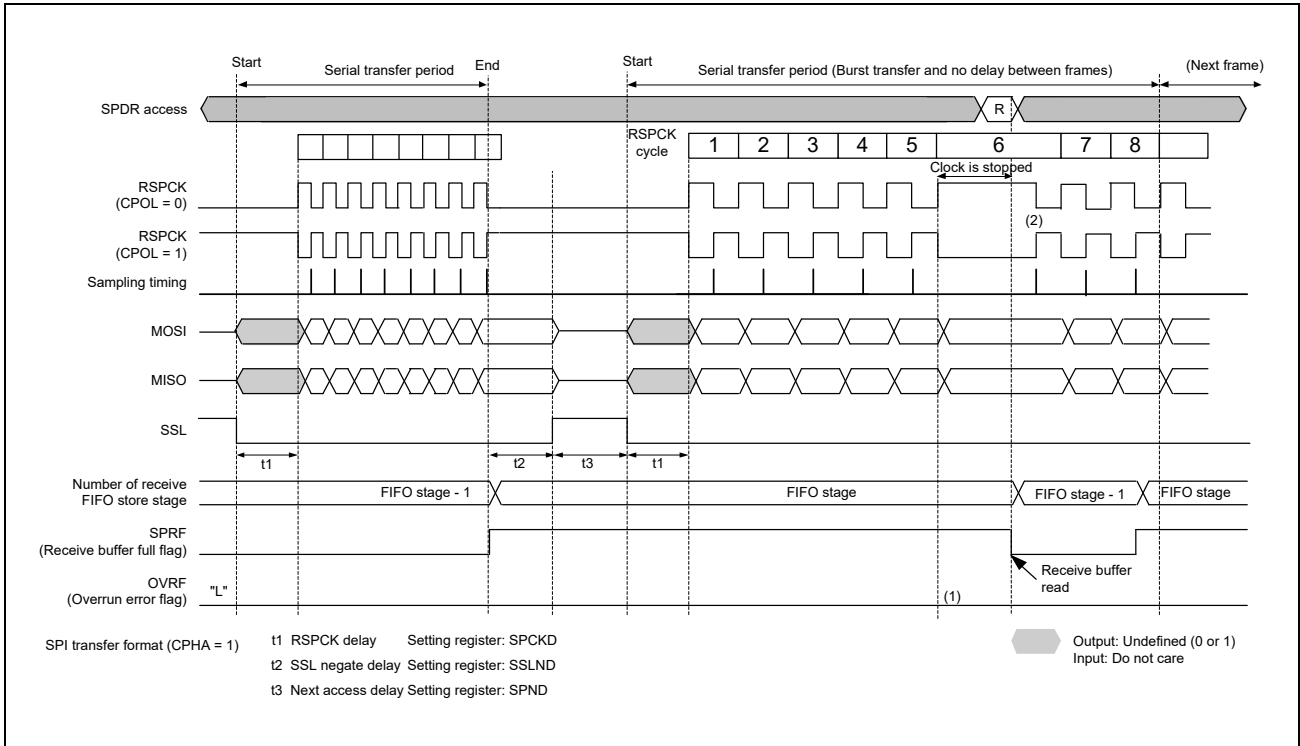 Start
Serial transfer period
End
Start
Serial transfer period (Burst transfer and no delay between frames)
(Next frame)
SPDR access
R
RSPCK
cycle
1 2 3 4 5 6 7 8
Clock is stopped
RSPCK
(CPOL = 0)
(2)
RSPCK
(CPOL = 1)
Sampling timing
MOSI
MISO
SSL
t1 t2 t3 t1
Number of receive
FIFO store stage
FIFO stage - 1
FIFO stage
FIFO stage - 1
FIFO stage
SPRF
(Receive buffer full flag)
Receive buffer
read
OVRF
(Overrun error flag)
"L"
(1)
SPI transfer format (CPHA = 1)
t1 RSPCK delay Setting register: SPCKD
t2 SSL negate delay Setting register: SSLND
t3 Next access delay Setting register: SPND
Output: Undefined (0 or 1)
Input: Do not care